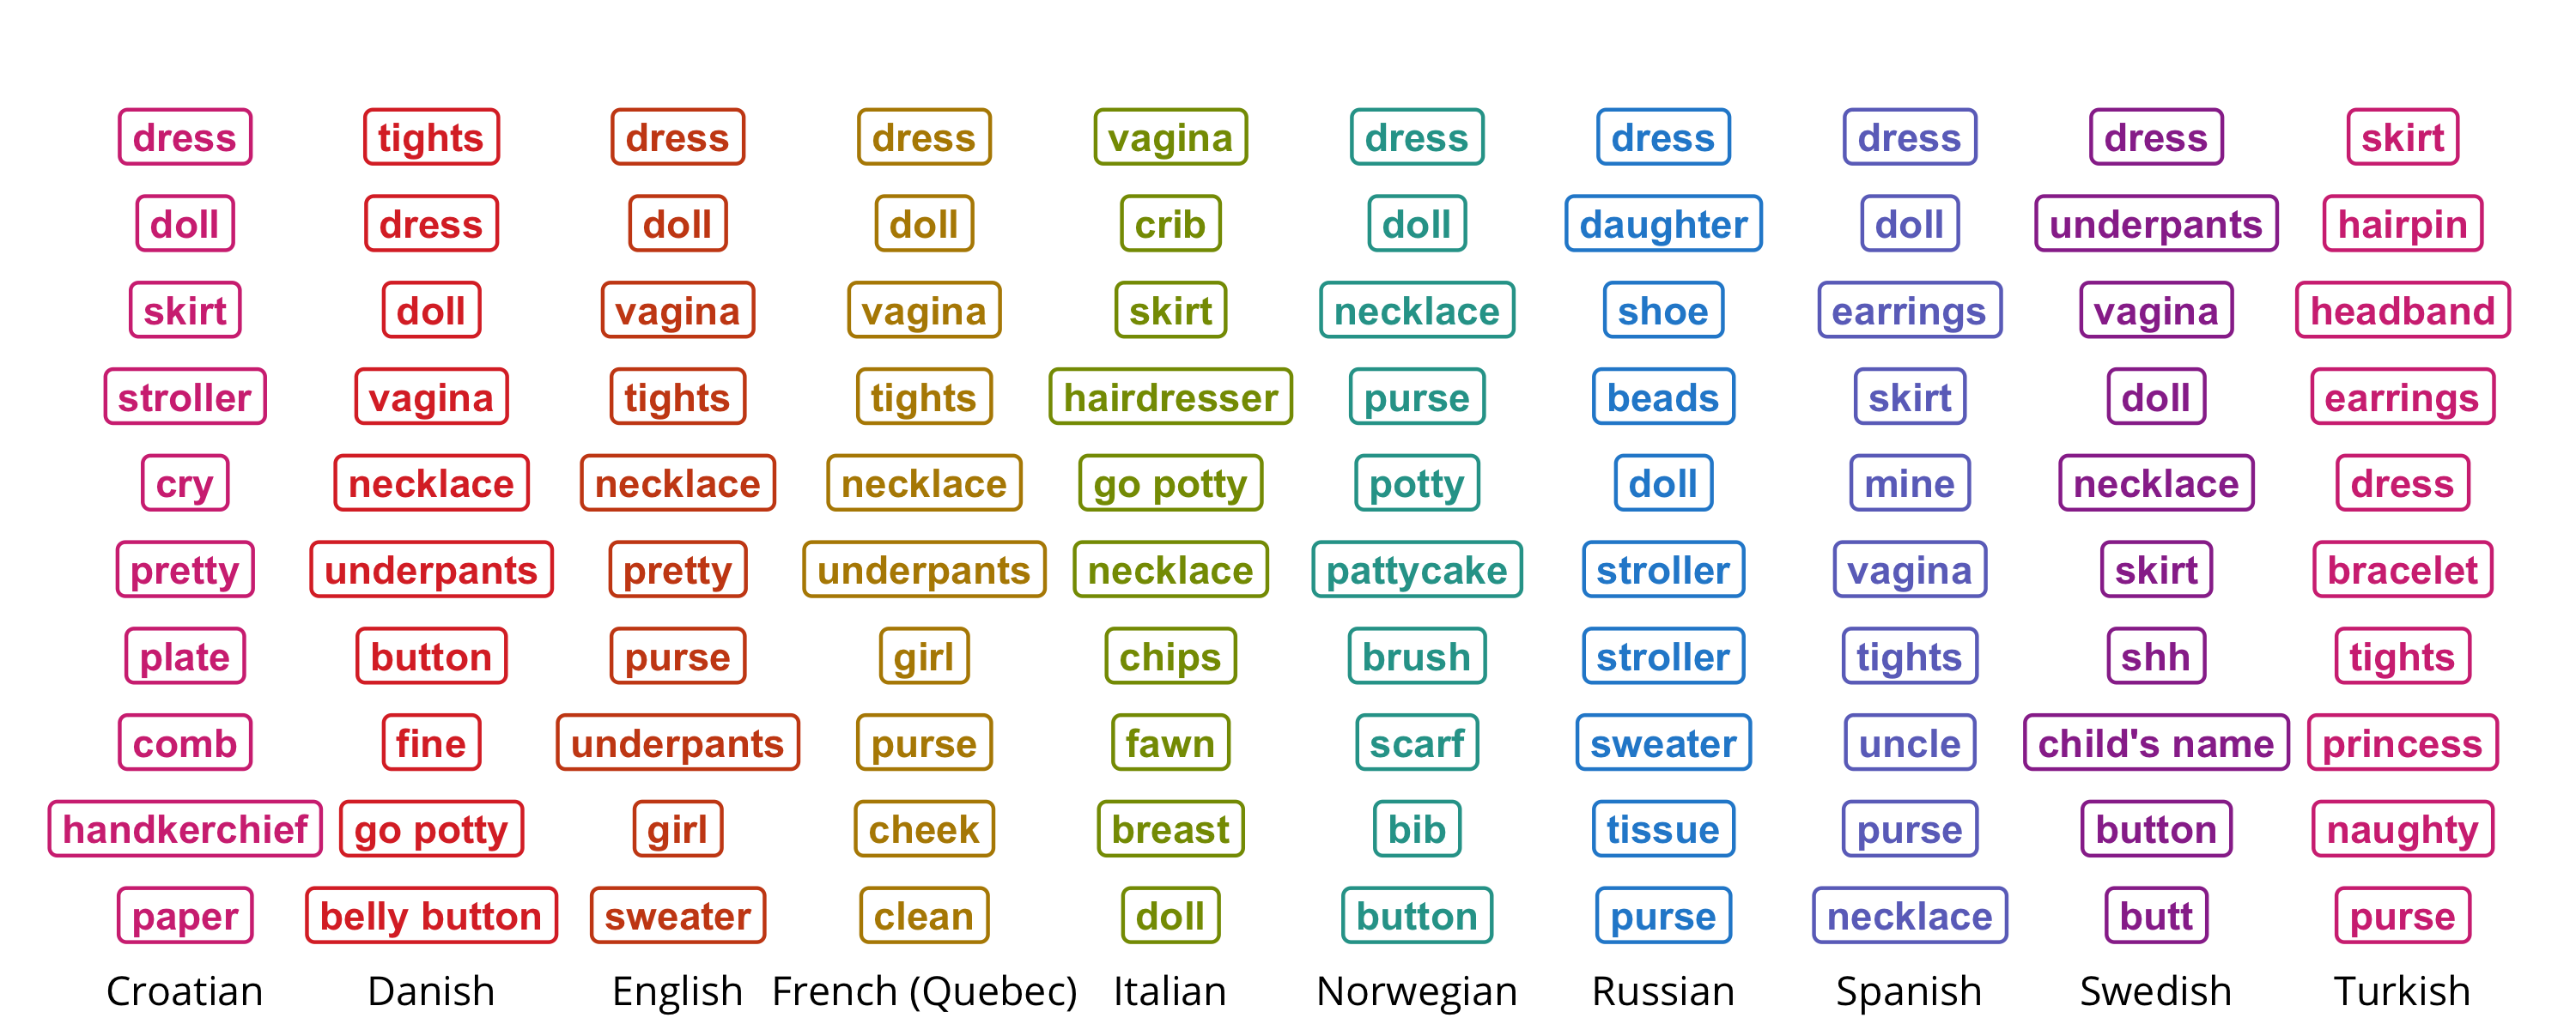 dress tights dress dress vagina dress dress dress dress skirt
doll dress doll doll crib doll daughter doll underpants hairpin
skirt doll vagina vagina skirt necklace shoe earrings vagina headband
stroller vagina tights tights hairdresser purse beads skirt doll earrings
cry necklace necklace necklace go potty potty doll mine necklace dress
pretty underpants pretty underpants necklace pattycake stroller vagina skirt bracelet
plate button purse girl chips brush stroller tights shh tights
comb fine underpants purse fawn scarf sweater uncle child's name princess
handkerchief go potty girl cheek breast bib tissue purse button naughty
paper belly button sweater clean doll button purse necklace butt purse
Croatian Danish English French (Quebec) Italian Norwegian Russian Spanish Swedish Turkish